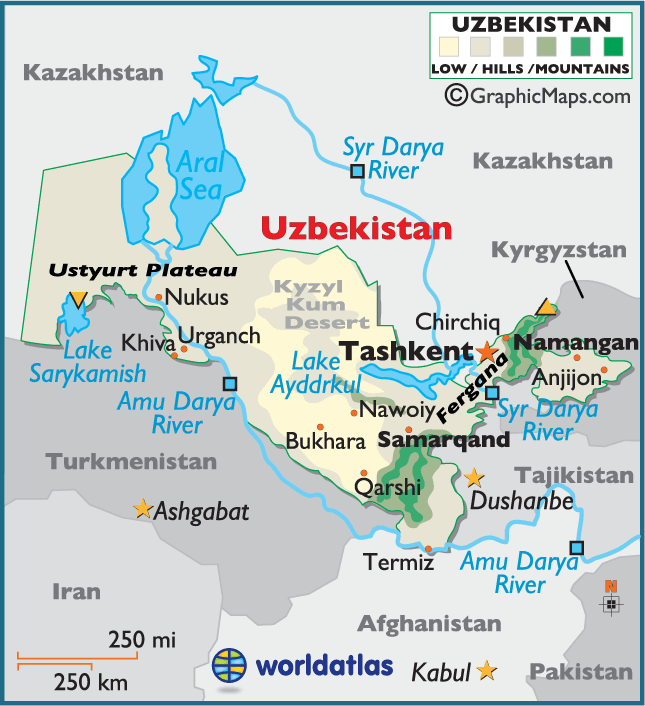 UZBEKISTAN
LOW / HILLS /MOUNTAINS
©GraphicMaps.com
Kazakhstan
Syr Darya
River
Kazakhstan
Aral
Sea
Uzbekistan
Kyrgyzstan
Ustyurt Plateau
Nukus
Kyzyl
Kum
Desert
Chirchiq
Khiva
Urganch
Lake
Sarykamish
Tashkent
Namangan
Lake
Ayddrkul
Anjijon
Fergana
Amu Darya
River
Nawoiy
Syr Darya
River
Bukhara
Samarqand
Turkmenistan
Qarshi
Tajikistan
Dushanbe
Ashgabat
Termiz
Amu Darya
River
Iran
N
Afghanistan
250 mi
250 km
worldatlas
Kabul
Pakistan